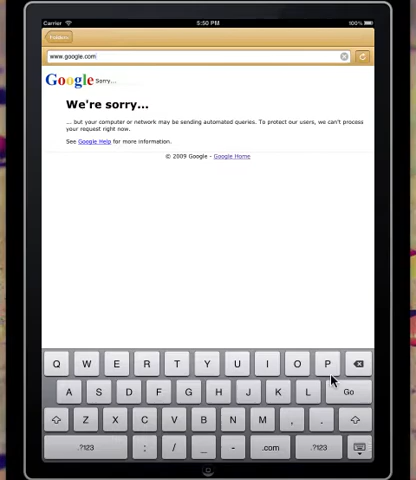 Carrier 5:50 PM 100%
Folders
www.google.com
Google Sorry...
We're sorry...
... but your computer or network may be sending automated queries. To protect our users, we can't process
your request right now.
See Google Help for more information.
© 2009 Google - Google Home
Q W E R T Y U I O P
A S D F G H J K L Go
Z X C V B N M , .
.?123 : / _ - .com .?123